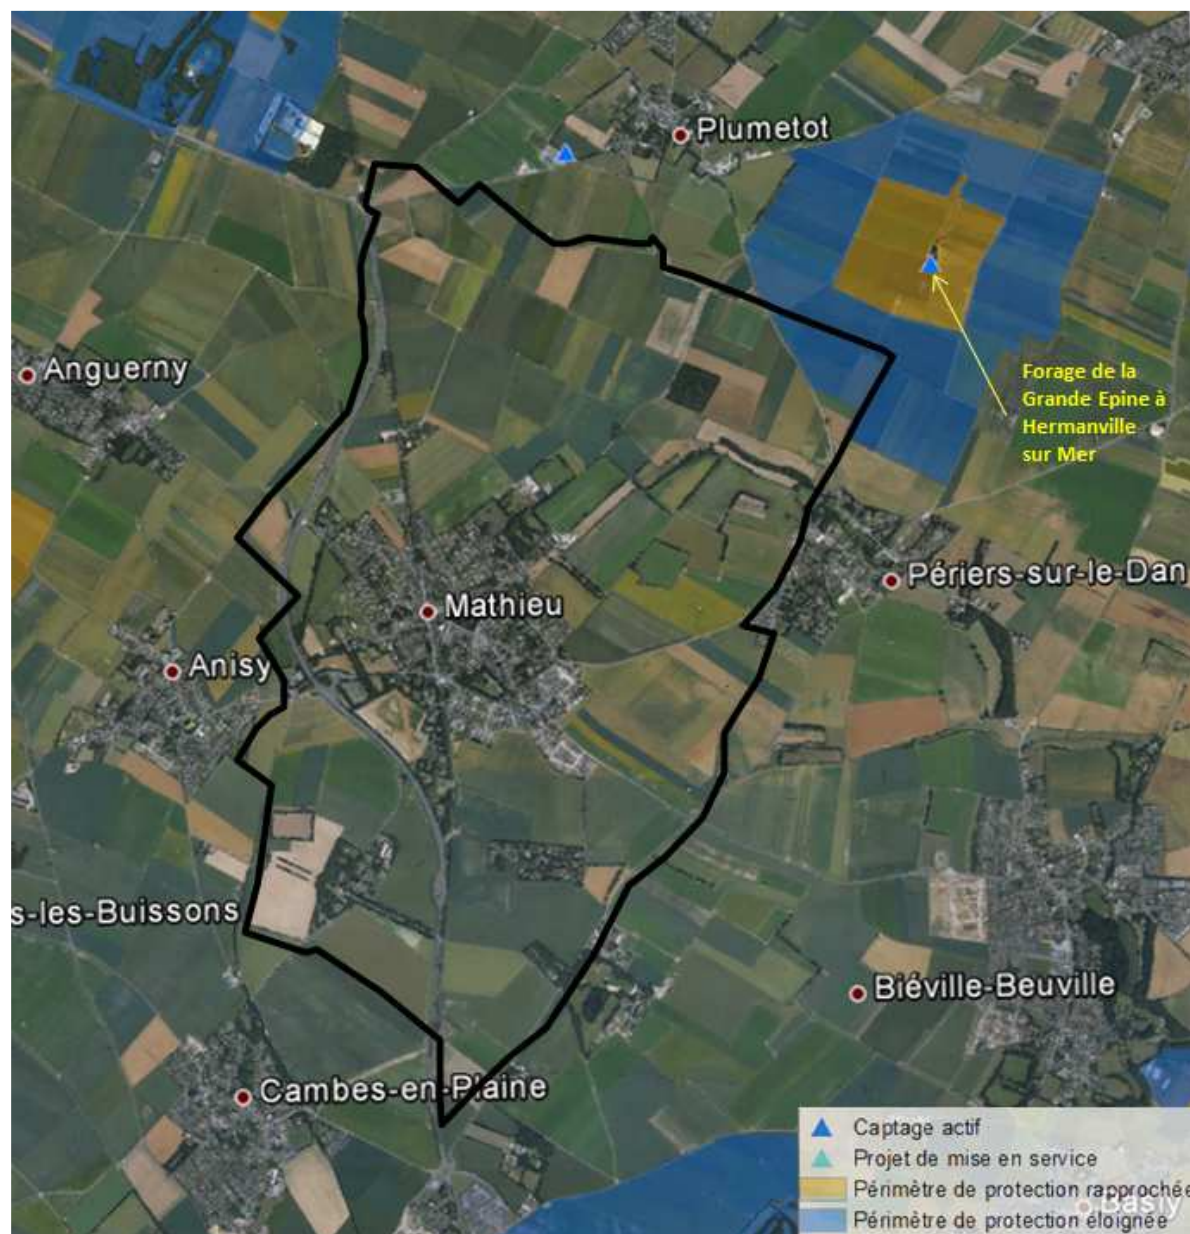 Plumetot
Anguerny
Forage de la
Grande Epine à
Hermanville
sur Mer
Périers-sur-le-Dan
Mathieu
Anisy
s-les-Buissons
Biéville-Beuville
Cambes-en-Plaine
Captage actif
Projet de mise en service
Périmètre de protection rapprochée
Périmètre de protection éloignée
Basly